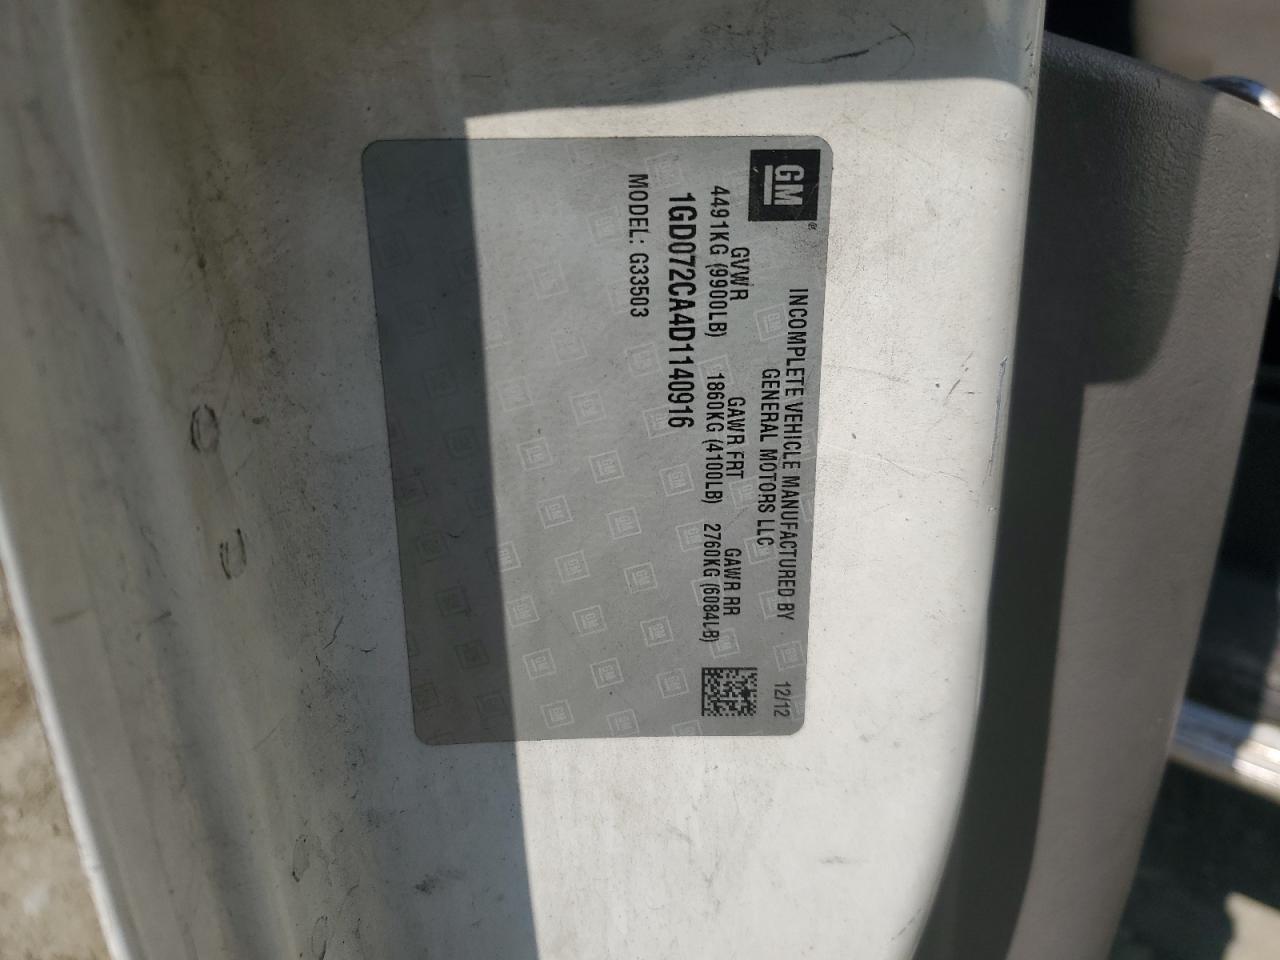 GM®
INCOMPLETE VEHICLE MANUFACTURED BY
GENERAL MOTORS LLC
12/12
GVWR GAWR FRT GAWR RR
4491KG (9900LB) 1860KG (4100LB) 2760KG (6084LB)
1GD072CA4D1140916
MODEL: G33503